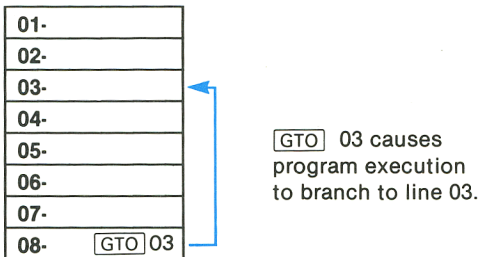 01-
02-
03-
04-
05-
06-
07-
08- GTO 03
GTO 03 causes
program execution
to branch to line 03.